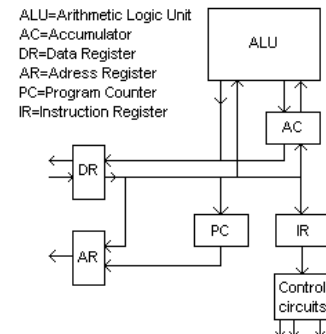 ALU=Arithmetic Logic Unit
AC=Accumulator
DR=Data Register
AR=Adress Register
PC=Program Counter
IR=Instruction Register
ALU
AC
DR
PC
IR
AR
Control
circuits